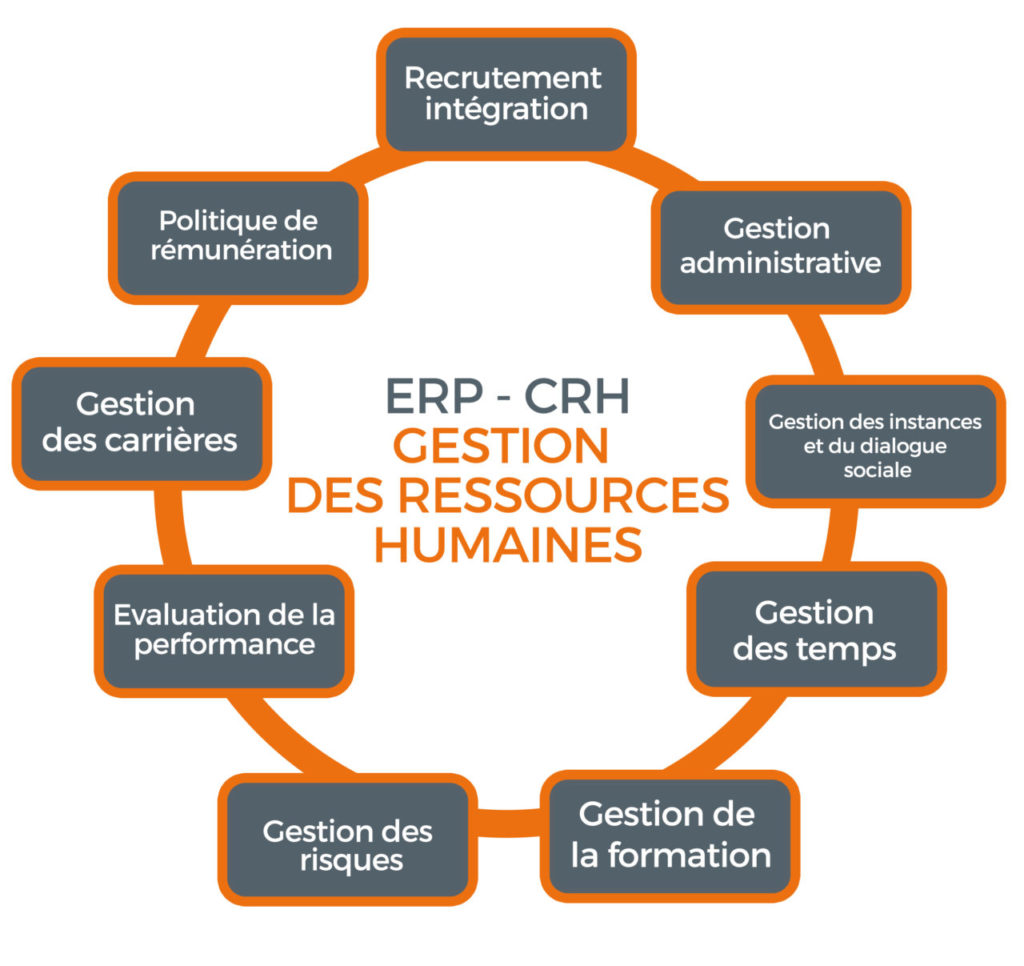 Recrutement
intégration
Gestion
administrative
Gestion des instances
et du dialogue
sociale
Gestion
des temps
Gestion de
la formation
Gestion des
risques
Evaluation de la
performance
Gestion
des carrières
Politique de
rémunération
ERP - CRH
GESTION
DES RESSOURCES
HUMAINES